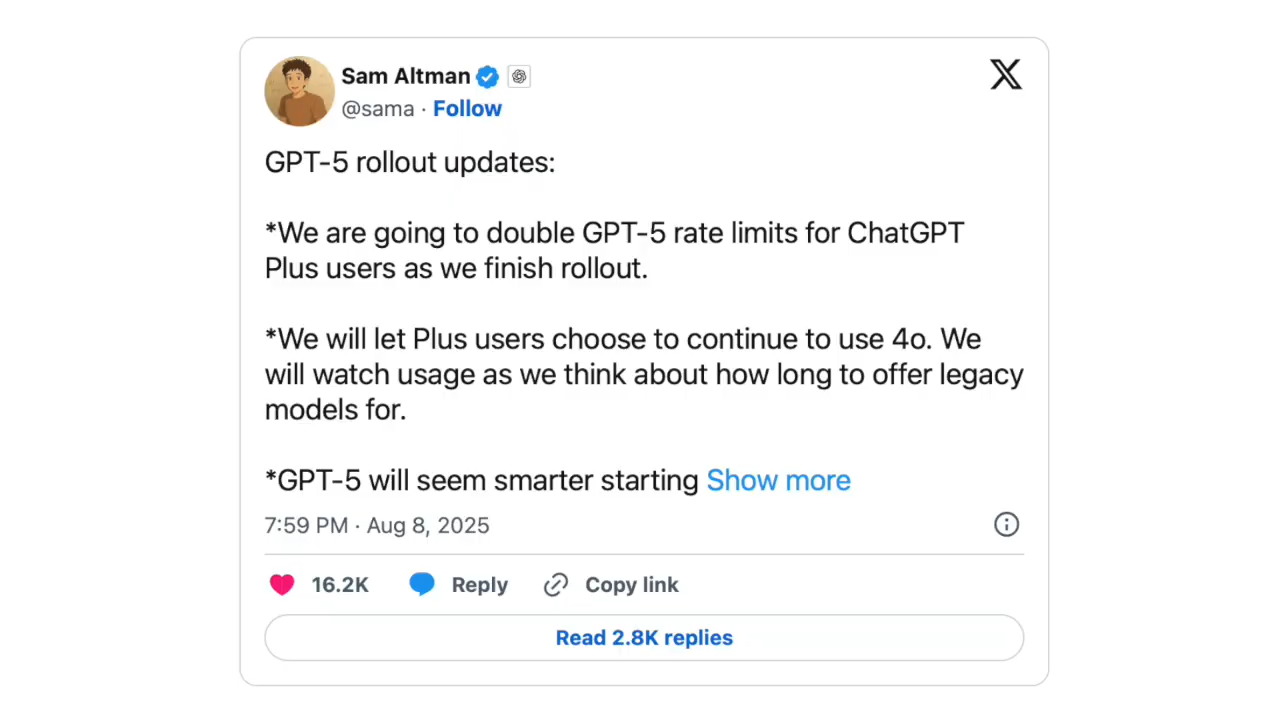 Sam Altman
@sama · Follow
GPT-5 rollout updates:
*We are going to double GPT-5 rate limits for ChatGPT
Plus users as we finish rollout.
*We will let Plus users choose to continue to use 4o. We
will watch usage as we think about how long to offer legacy
models for.
*GPT-5 will seem smarter starting Show more
7:59 PM · Aug 8, 2025
16.2K Reply Copy link
Read 2.8K replies